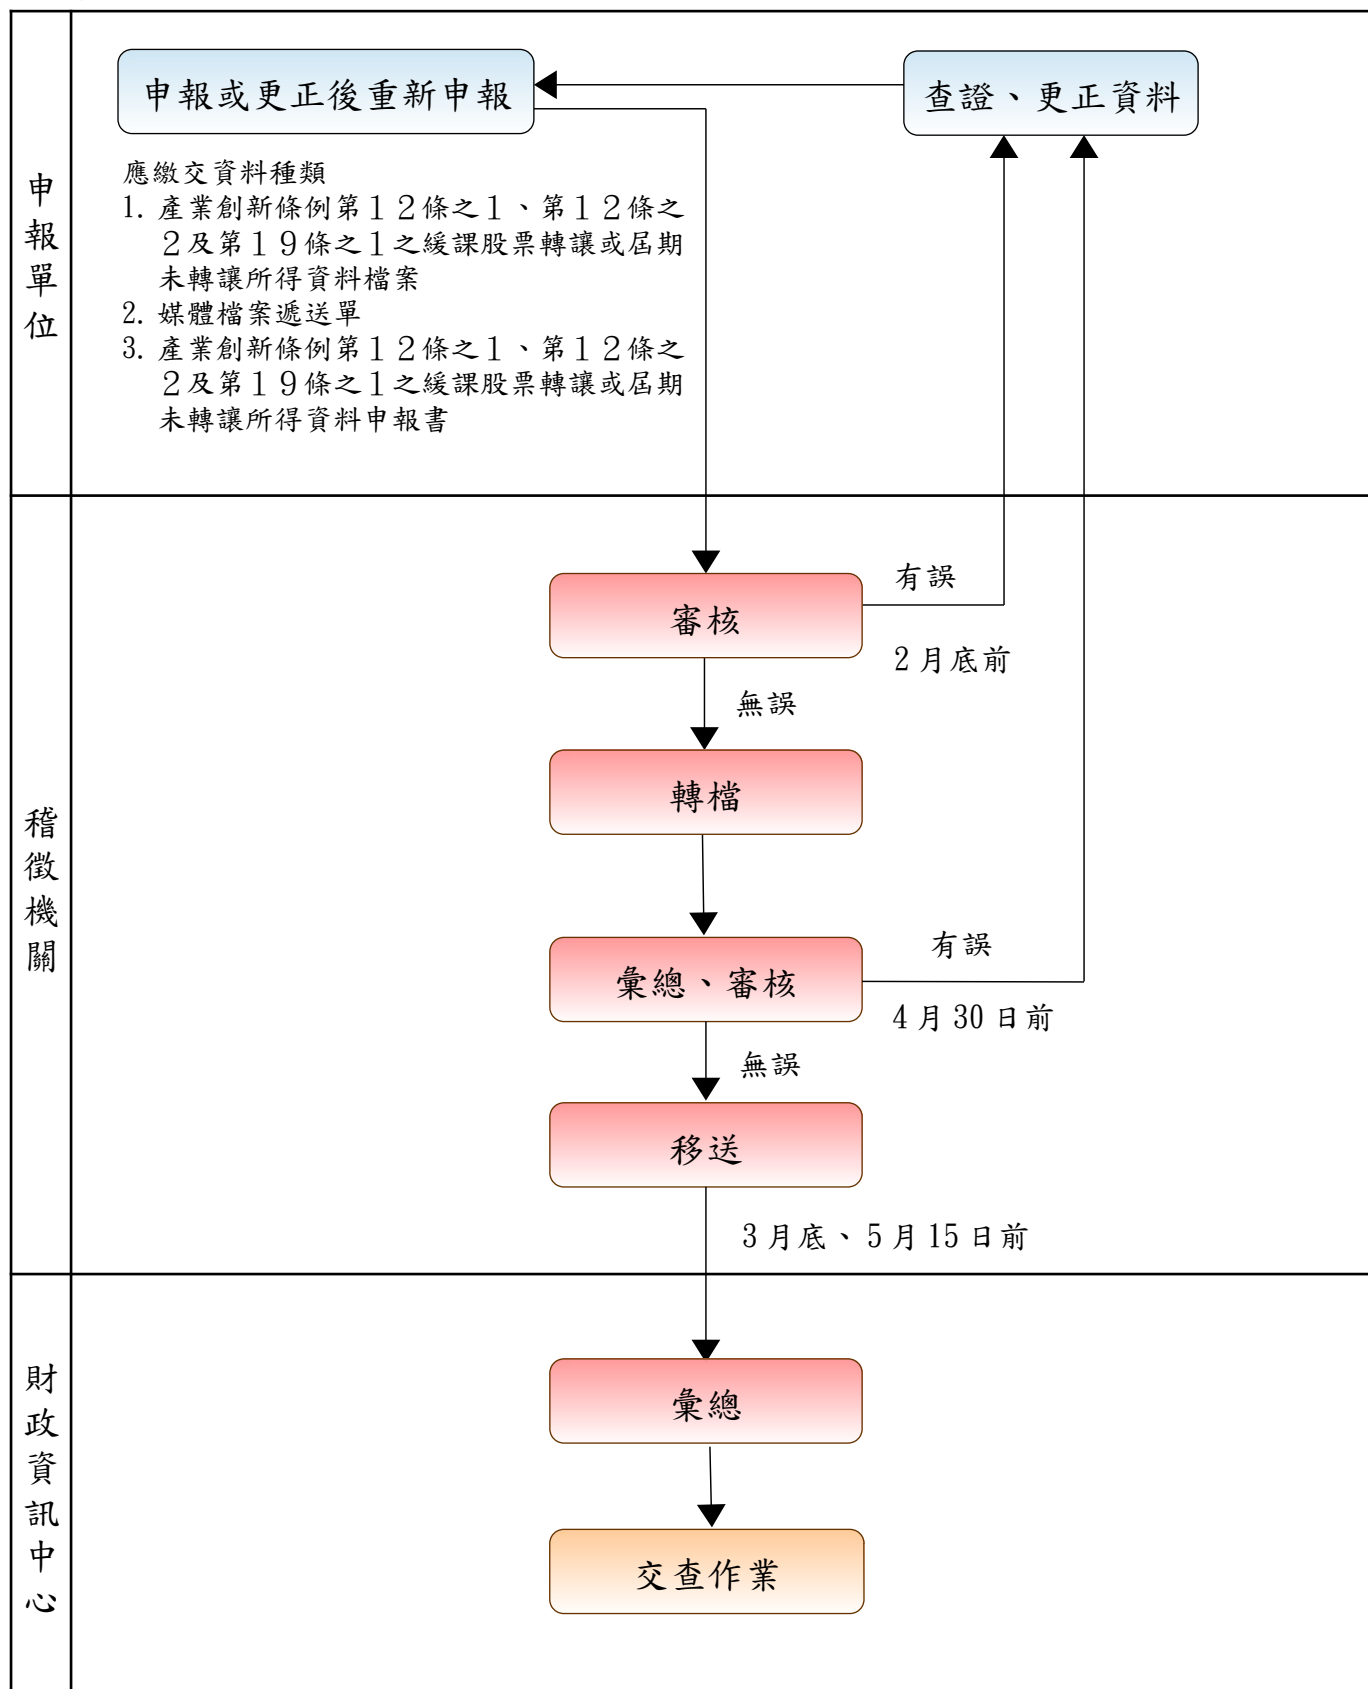 申報單位
申報或更正後重新申報
查證、更正資料
應繳交資料種類
1. 產業創新條例第１２條之１、第１２條之
２及第１９條之１之緩課股票轉讓或屆期
未轉讓所得資料檔案
2. 媒體檔案遞送單
3. 產業創新條例第１２條之１、第１２條之
２及第１９條之１之緩課股票轉讓或屆期
未轉讓所得資料申報書
稽徵機關
審核
有誤
2月底前
無誤
轉檔
彙總、審核
有誤
4月30日前
無誤
移送
3月底、5月15日前
財政資訊中心
彙總
交查作業